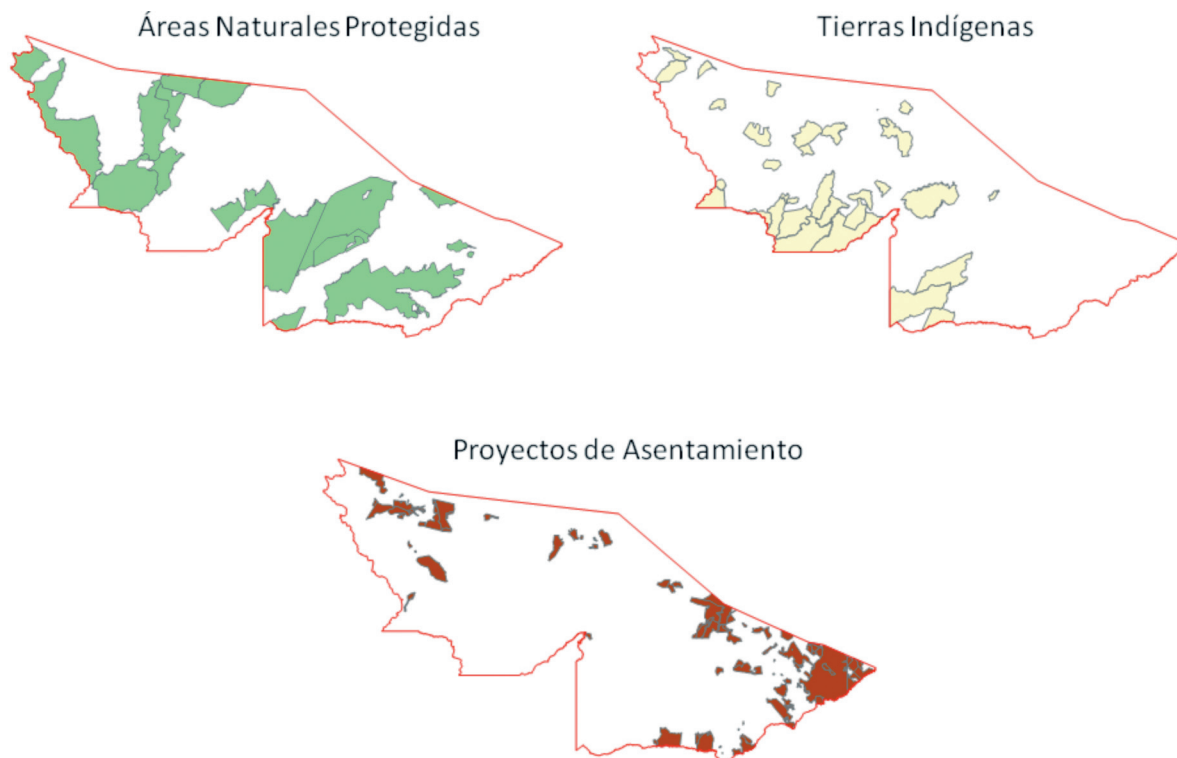 Áreas Naturales Protegidas
Tierras Indígenas
Proyectos de Asentamiento